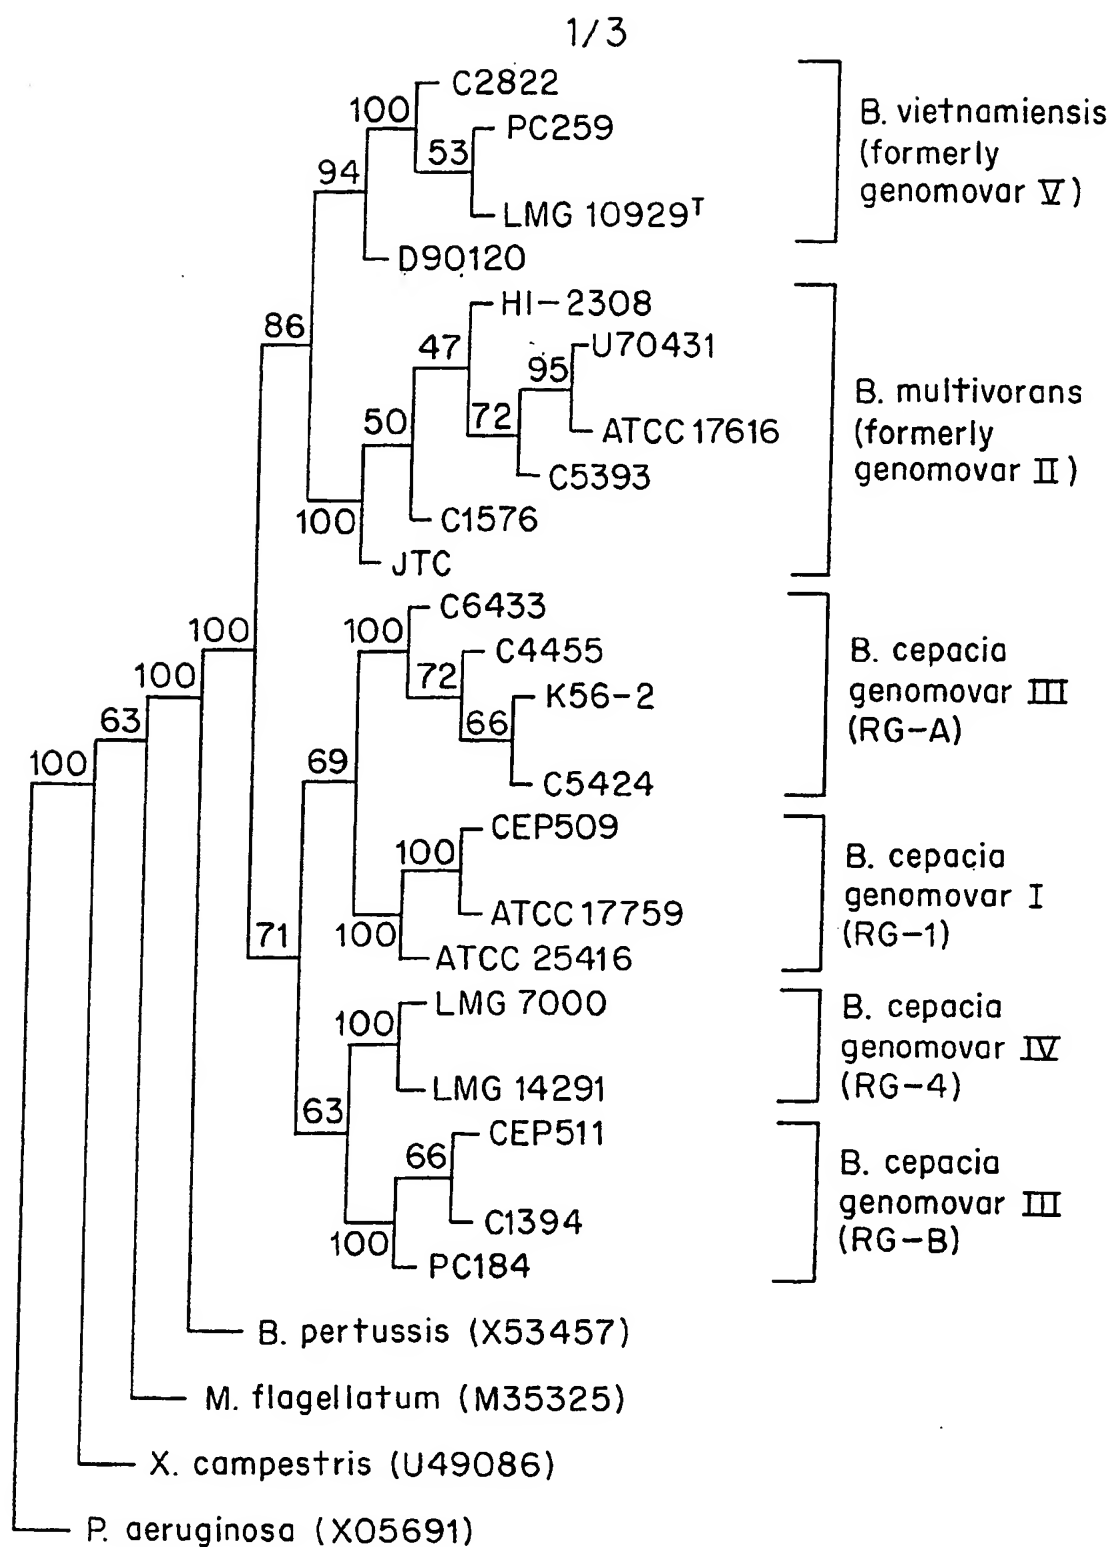 1/3
C2822
100
PC259
53
94
LMG 10929ᵀ
D90120
B. vietnamiensis
(formerly
genomovar V)
86
HI-2308
47
U70431
95
72
ATCC 17616
50
C5393
C1576
100
JTC
B. multivorans
(formerly
genomovar II)
100
C6433
100
C4455
72
K56-2
66
C5424
B. cepacia
genomovar III
(RG-A)
100
63
100
69
CEP509
100
ATCC 17759
100
ATCC 25416
71
B. cepacia
genomovar I
(RG-1)
LMG 7000
100
LMG 14291
63
B. cepacia
genomovar IV
(RG-4)
CEP511
66
C1394
100
PC184
B. cepacia
genomovar III
(RG-B)
B. pertussis (X53457)
M. flagellatum (M35325)
X. campestris (U49086)
P. aeruginosa (X05691)